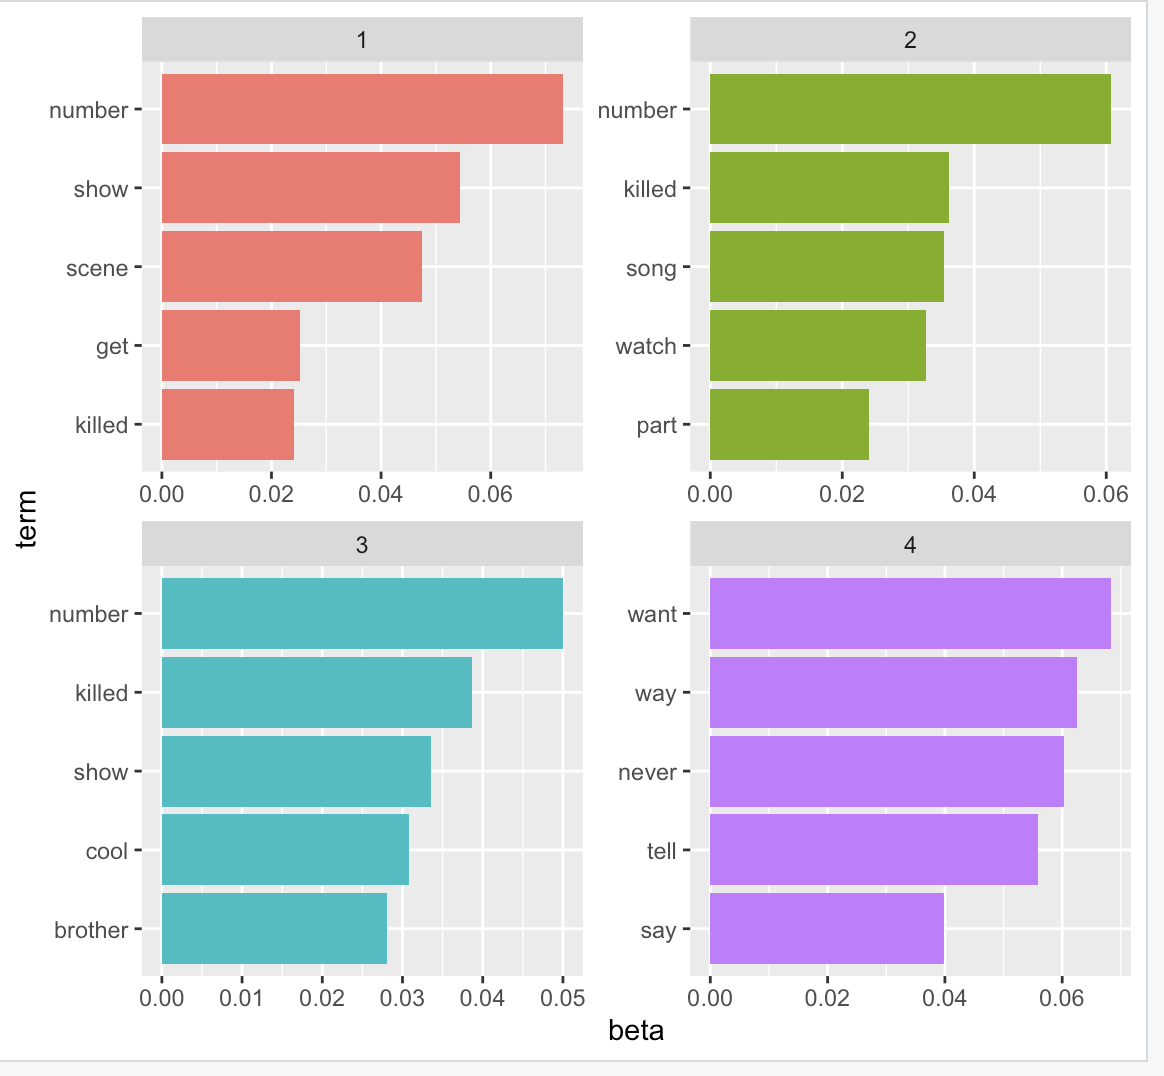 1
number
show
scene
get
killed
0.00 0.02 0.04 0.06
2
number
killed
song
watch
part
0.00 0.02 0.04 0.06
term
3
number
killed
show
cool
brother
0.00 0.01 0.02 0.03 0.04 0.05
4
want
way
never
tell
say
0.00 0.02 0.04 0.06
beta